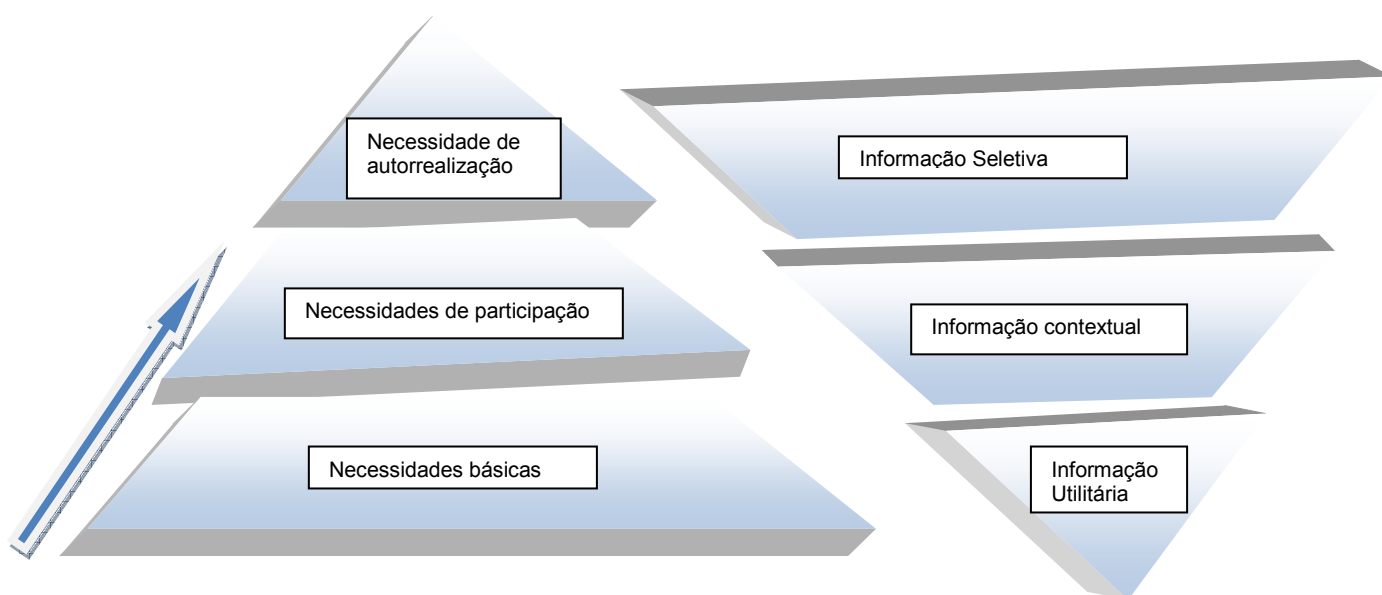 Necessidade de
autorrealização
Informação Seletiva
Necessidades de participação
Informação contextual
Necessidades básicas
Informação
Utilitária